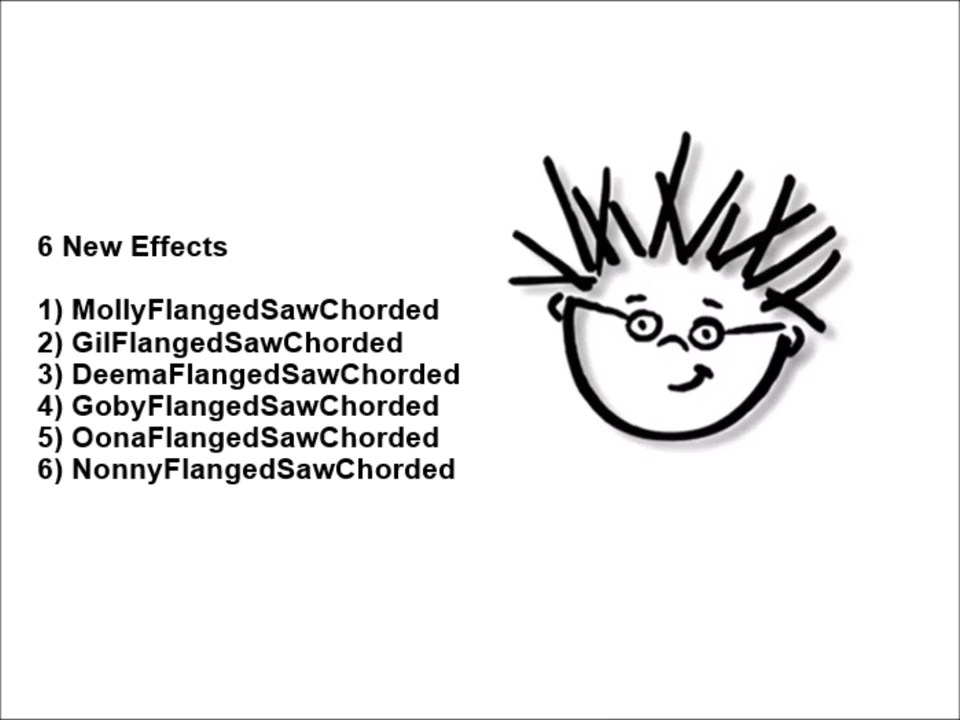 6 New Effects
1) MollyFlangedSawChorded
2) GilFlangedSawChorded
3) DeemaFlangedSawChorded
4) GobyFlangedSawChorded
5) OonaFlangedSawChorded
6) NonnyFlangedSawChorded